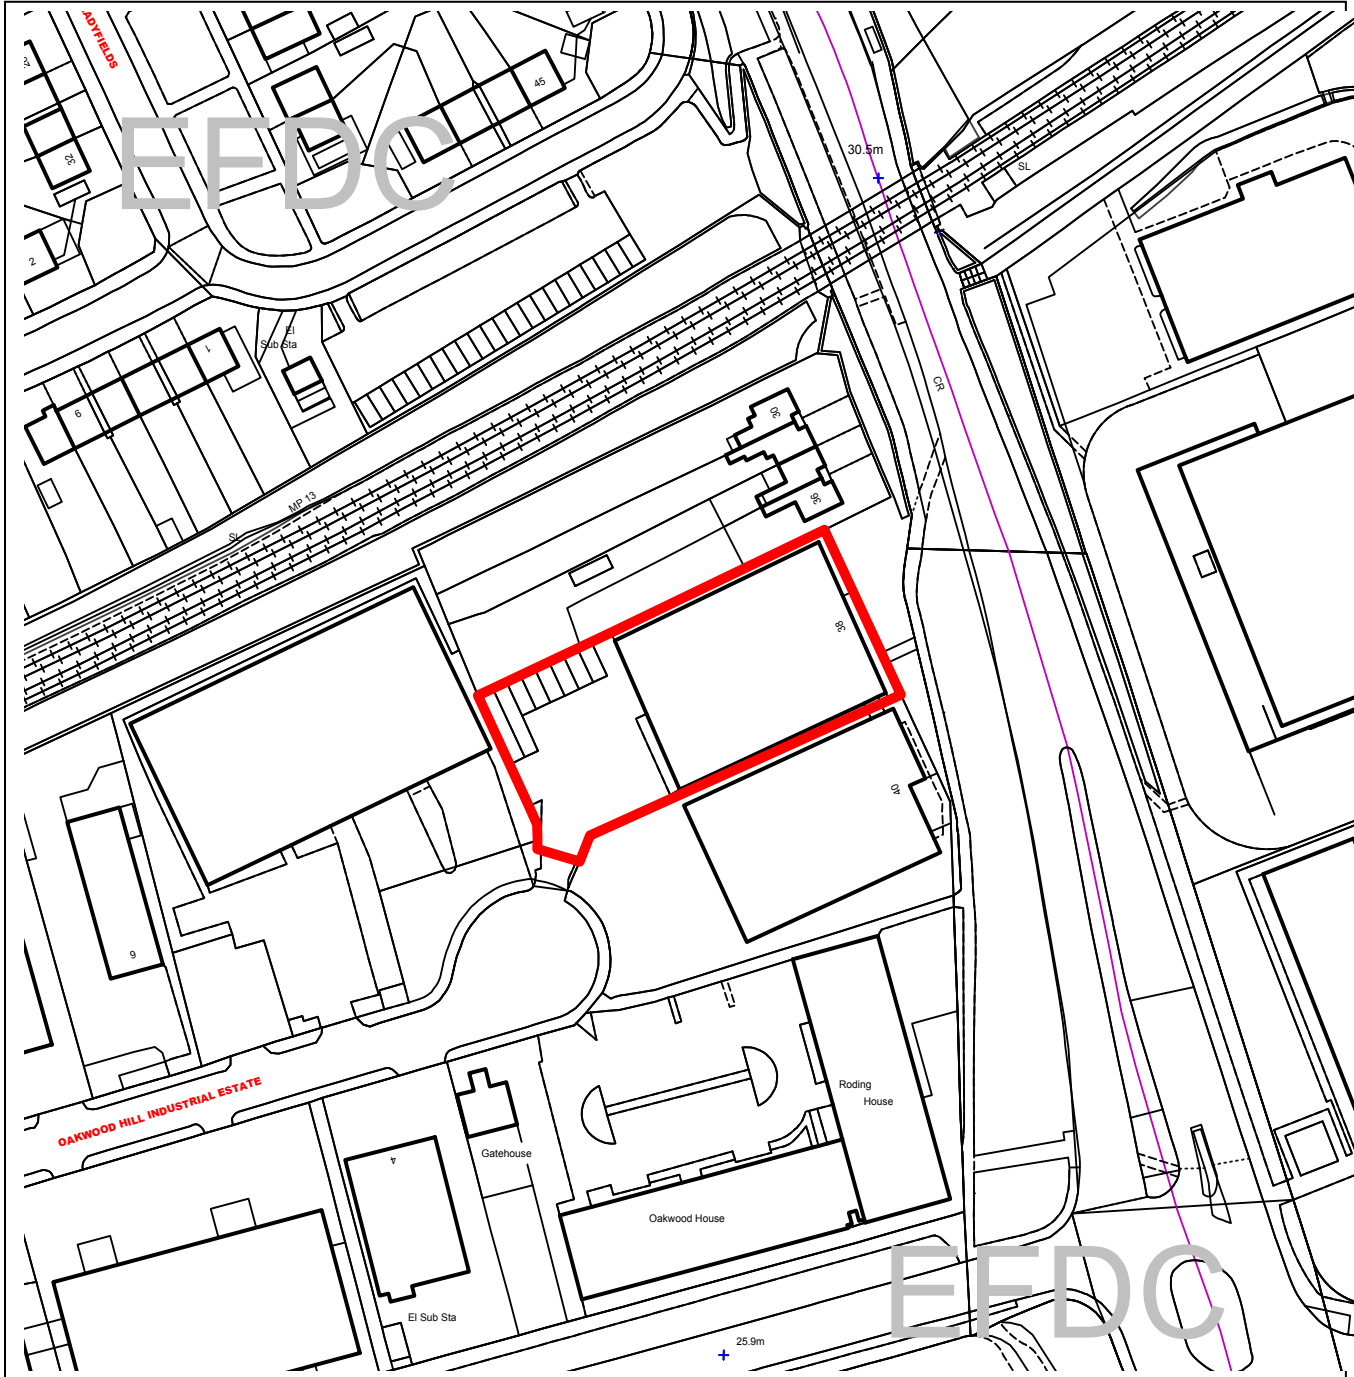 ADYFIELDS
45
32
EFDC
30.5m
SL
2
El
Sub Sta
1
9
CR
30
36
MP 13
SL
38
40
9
OAKWOOD HILL INDUSTRIAL ESTATE
Roding
House
Gatehouse
4
Oakwood House
El Sub Sta
EFDC
25.9m